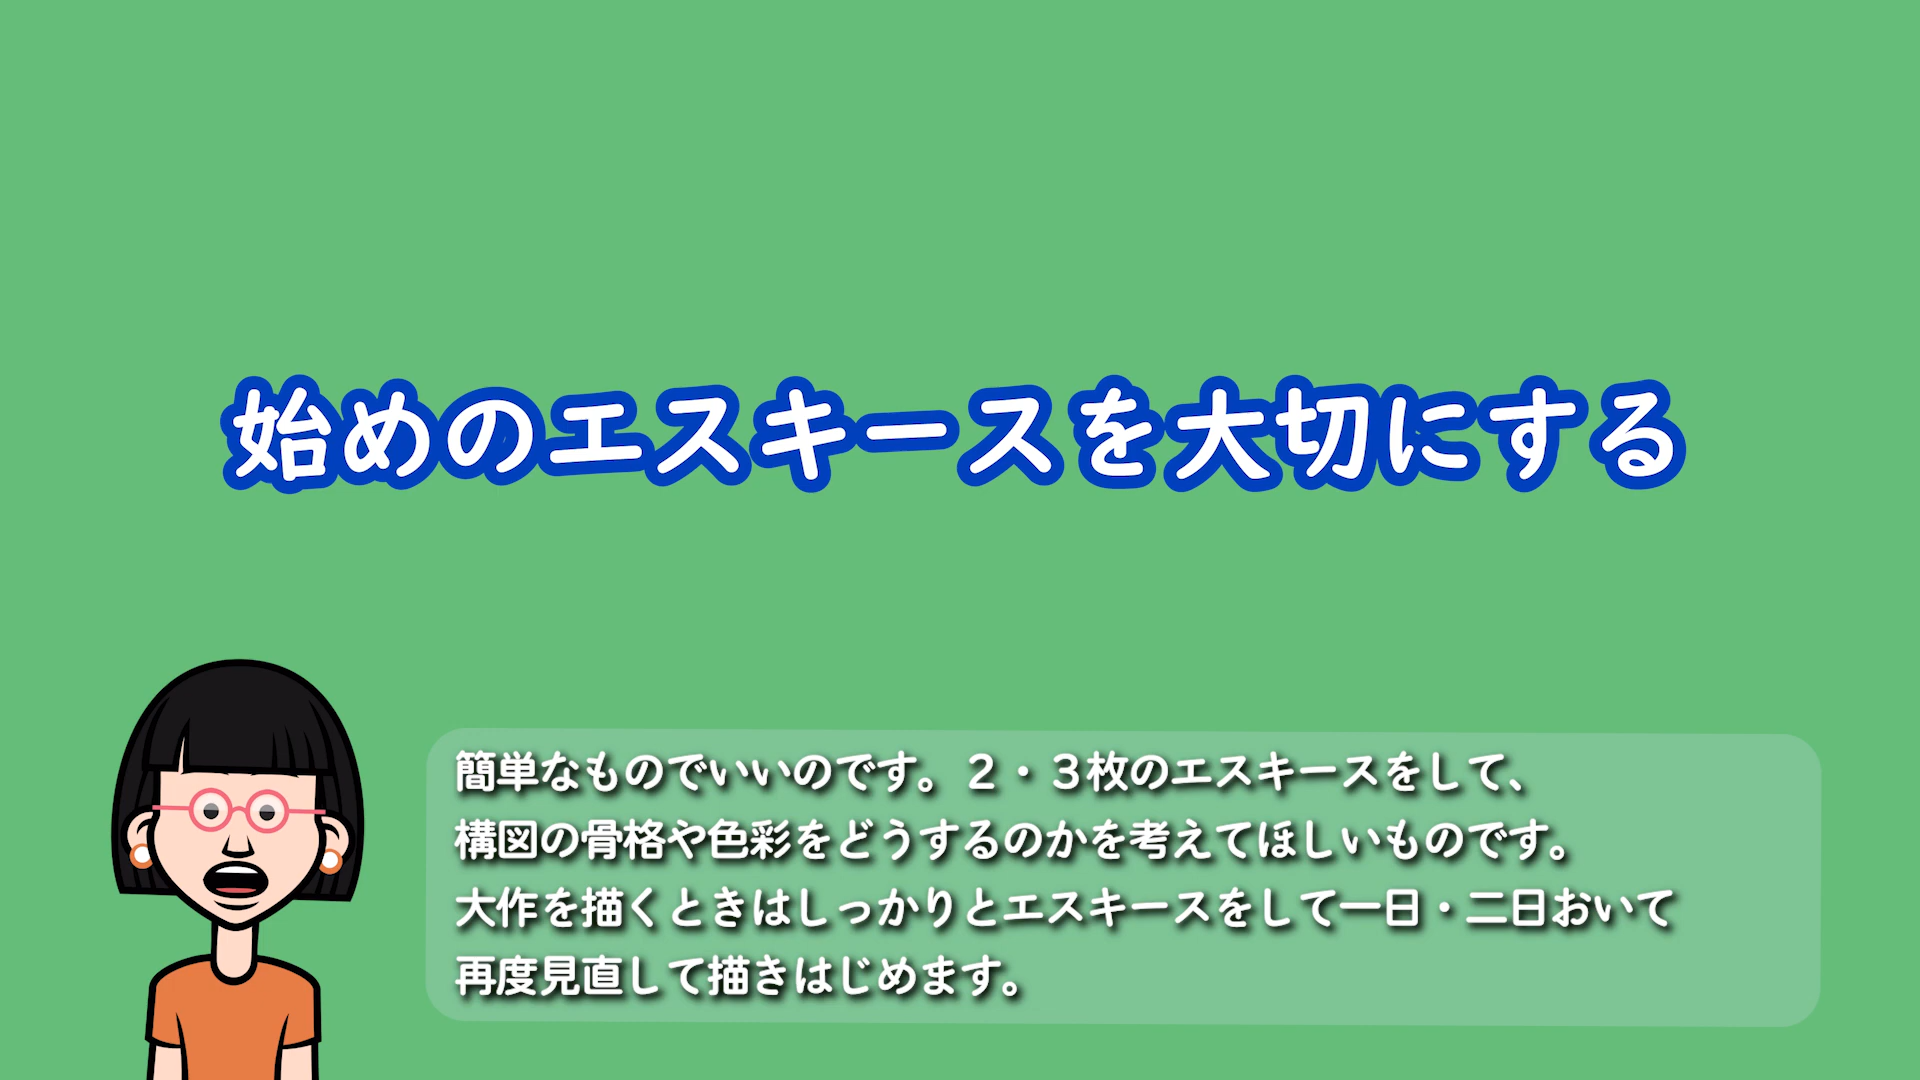 始めのエスキースを大切にする
簡単なものでいいのです。２・３枚のエスキースをして、
構図の骨格や色彩をどうするのかを考えてほしいものです。
大作を描くときはしっかりとエスキースをして一日・二日おいて
再度見直して描きはじめます。